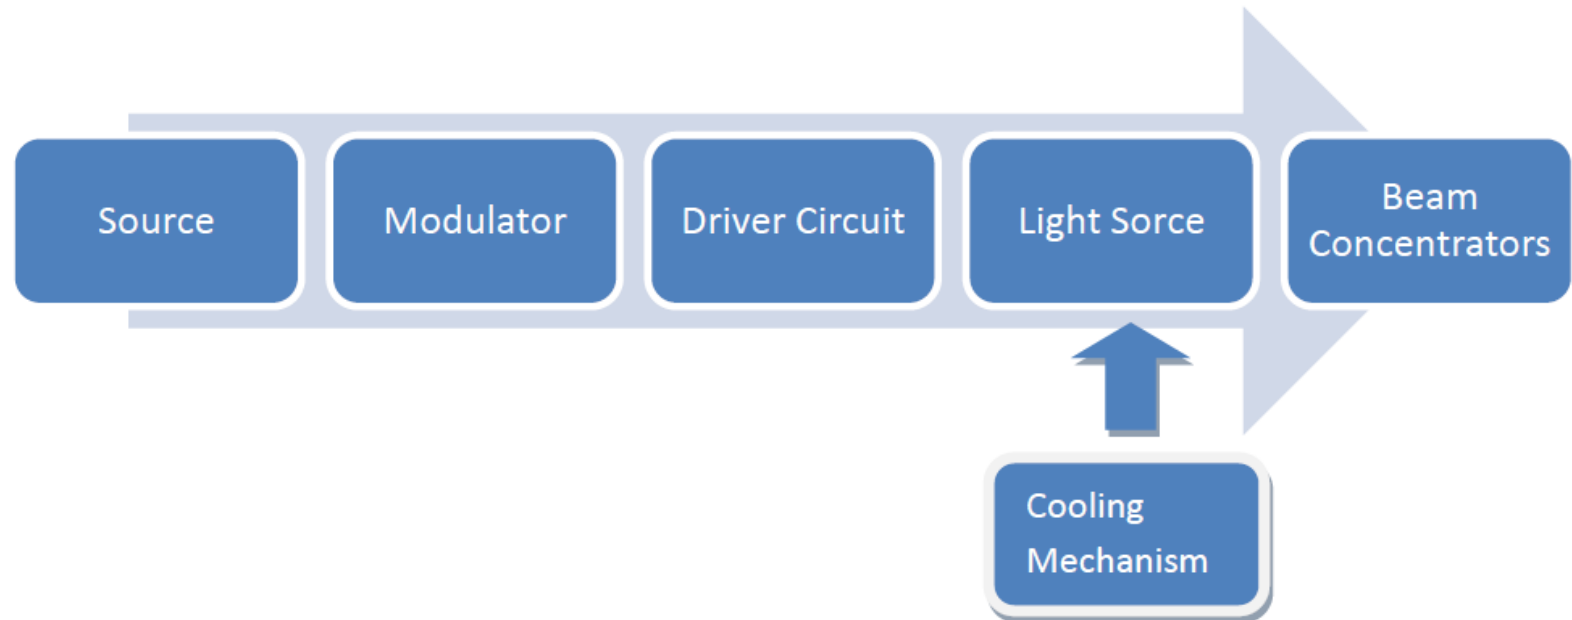 Source
Modulator
Driver Circuit
Light Sorce
Beam
Concentrators
Cooling
Mechanism